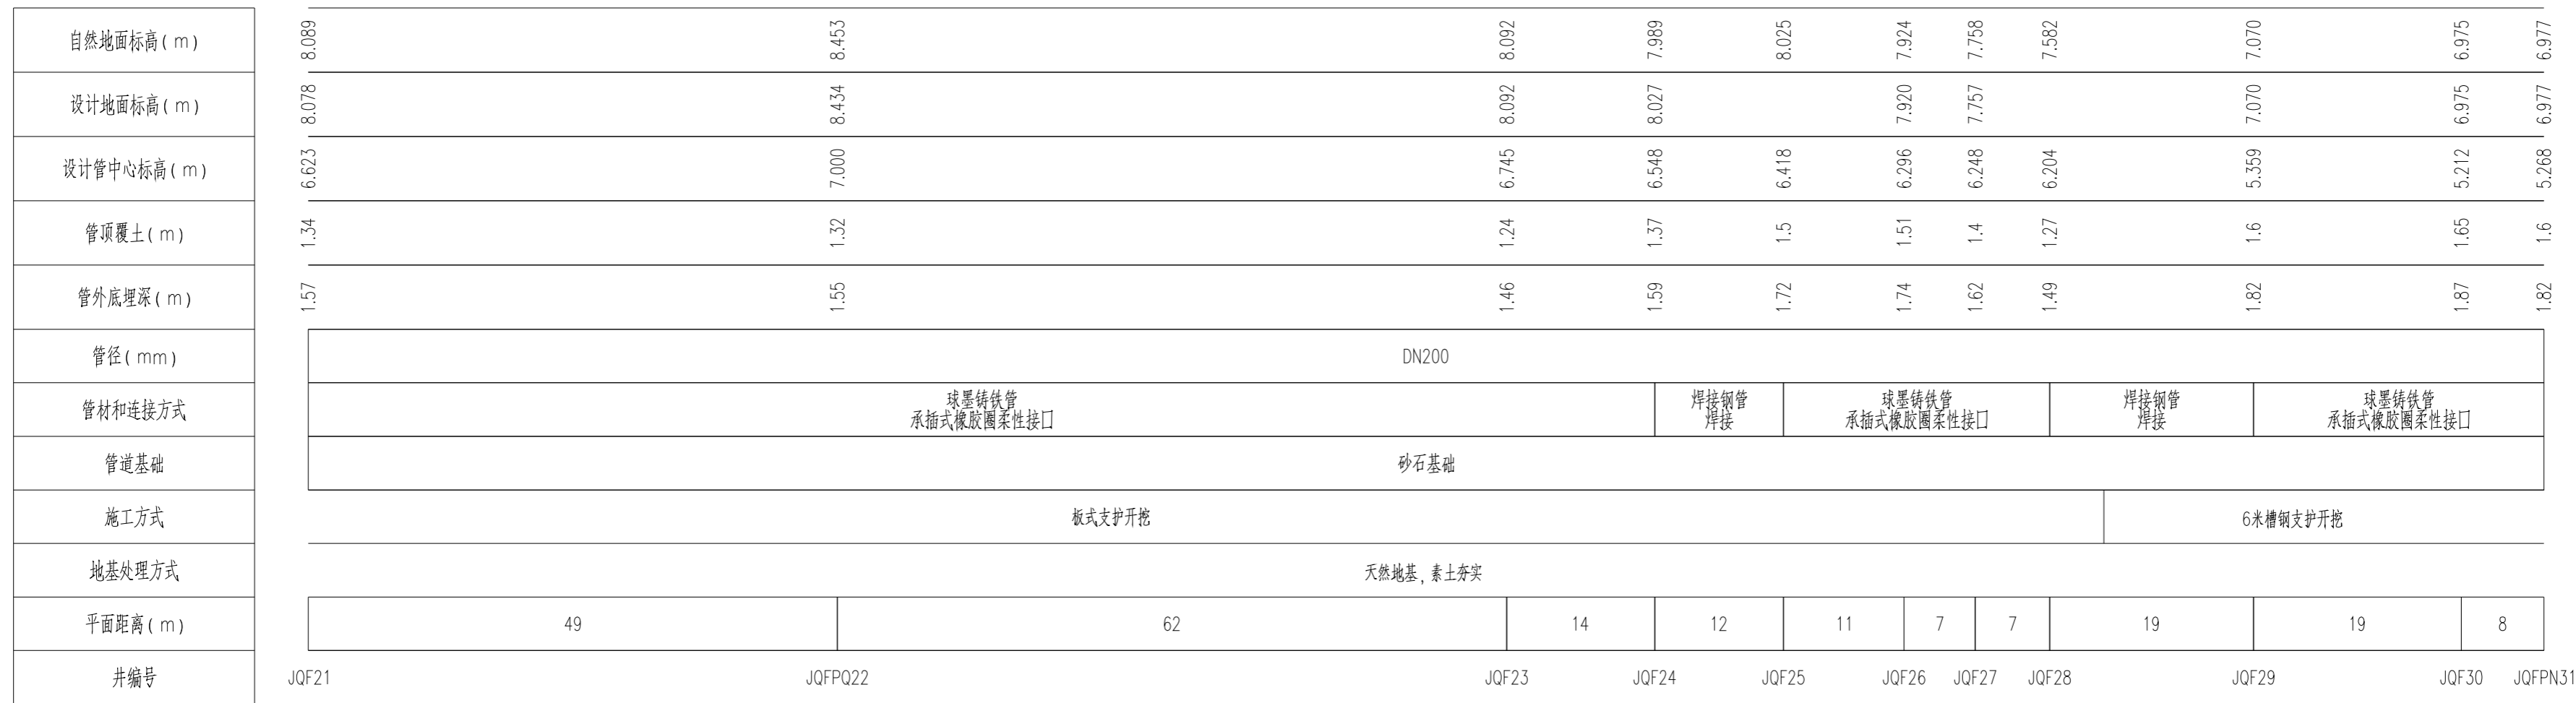 自然地面标高(m) 8.089 8.453 8.092 7.989 8.025 7.924 7.758 7.582 7.070 6.975 6.977
设计地面标高(m) 8.078 8.434 8.092 8.027 7.920 7.757 7.070 6.975 6.977
设计管中心标高(m) 6.623 7.000 6.745 6.548 6.418 6.296 6.248 6.204 5.359 5.212 5.268
管顶覆土(m) 1.34 1.32 1.24 1.37 1.5 1.51 1.4 1.27 1.6 1.65 1.6
管外底埋深(m) 1.57 1.55 1.46 1.59 1.72 1.74 1.62 1.49 1.82 1.87 1.82
管径(mm) DN200
管材和连接方式
球墨铸铁管
承插式橡胶圈柔性接口
焊接钢管
焊接
球墨铸铁管
承插式橡胶圈柔性接口
焊接钢管
焊接
球墨铸铁管
承插式橡胶圈柔性接口
管道基础 砂石基础
施工方式 板式支护开挖 6米槽钢支护开挖
地基处理方式 天然地基,素土夯实
平面距离(m) 49 62 14 12 11 7 7 19 19 8
井编号 JQF21 JQFPQ22 JQF23 JQF24 JQF25 JQF26 JQF27 JQF28 JQF29 JQF30 JQFPN31